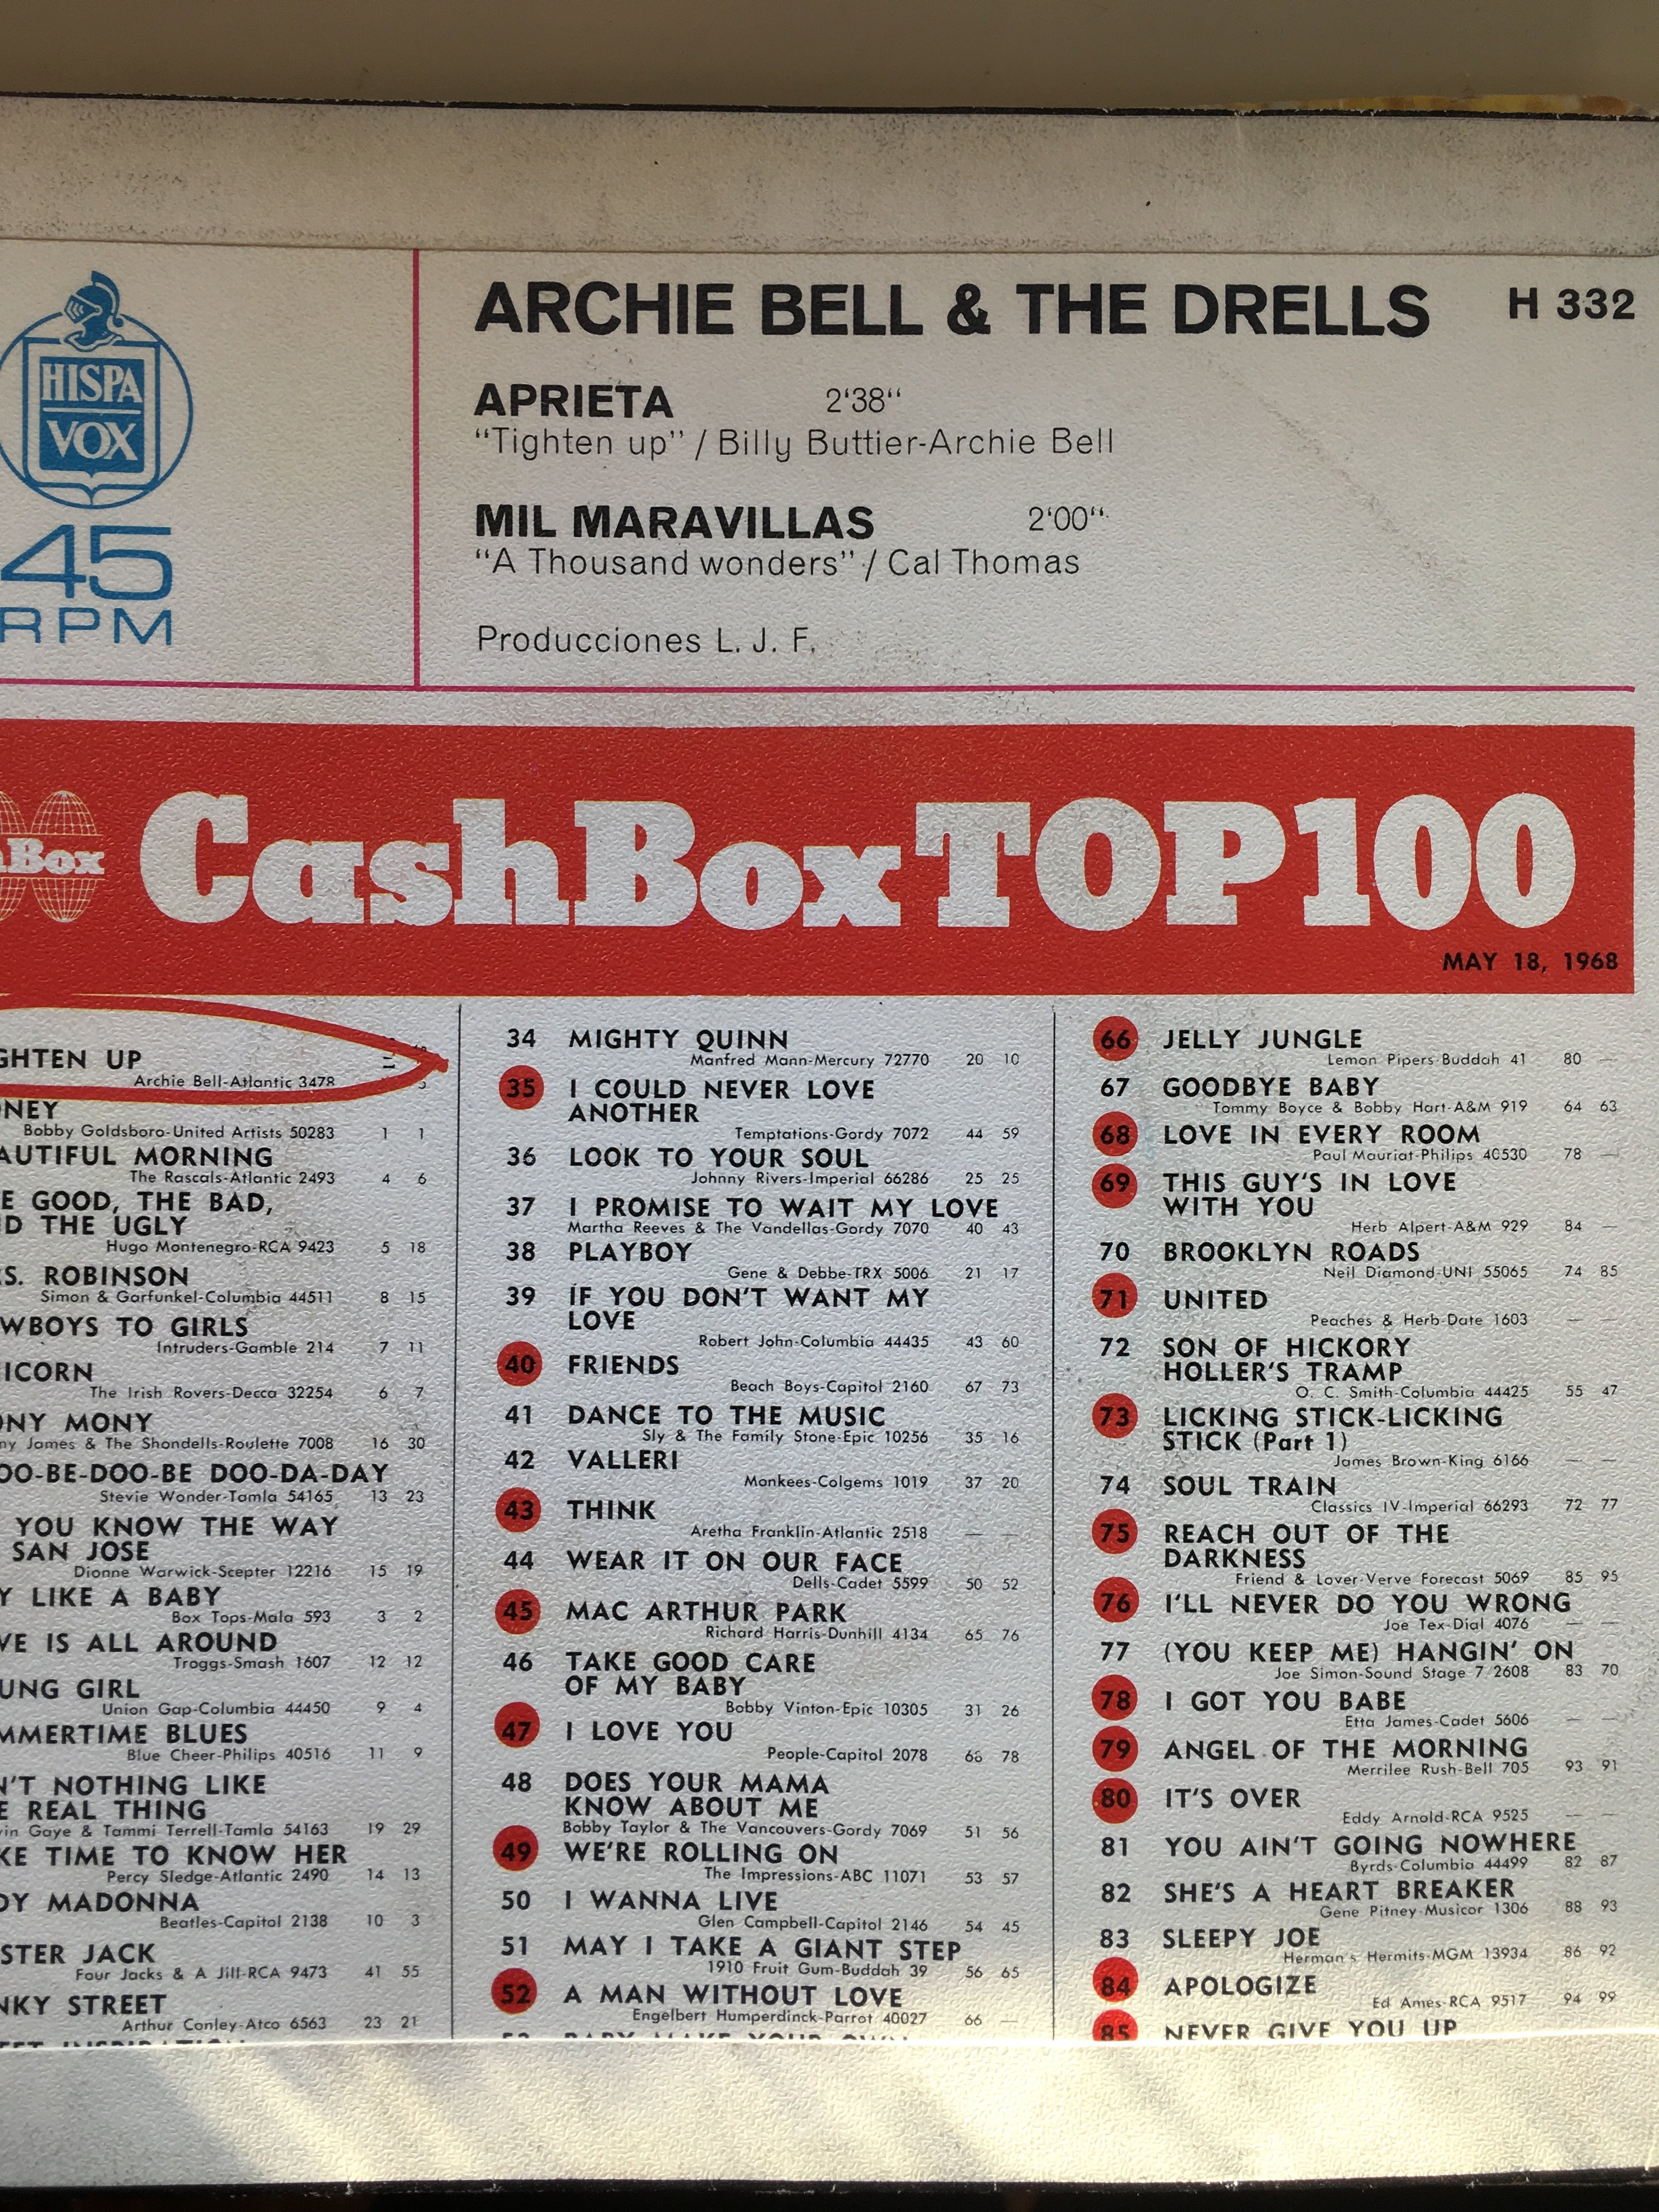 HISPA
VOX
45
RPM
ARCHIE BELL & THE DRELLS H 332
APRIETA 2'38"
"Tighten up" / Billy Buttier-Archie Bell
MIL MARAVILLAS 2'00"
"A Thousand wonders" / Cal Thomas
Producciones L. J. F.
hBox
CashBox TOP 100
MAY 18, 1968
GHTEN UP
Archie Bell-Atlantic 3478
NEY
Bobby Goldsboro-United Artists 50283 1 1
AUTIFUL MORNING
The Rascals-Atlantic 2493 4 6
E GOOD, THE BAD,
D THE UGLY
Hugo Montenegro-RCA 9423 5 18
S. ROBINSON
Simon & Garfunkel-Columbia 44511 8 15
WBOYS TO GIRLS
Intruders-Gamble 214 7 11
ICORN
The Irish Rovers-Decca 32254 6 7
ONY MONY
my James & The Shondells-Roulette 7008 16 30
OO-BE-DOO-BE DOO-DA-DAY
Stevie Wonder-Tamla 54165 13 23
YOU KNOW THE WAY
SAN JOSE
Dionne Warwick-Scepter 12216 15 19
Y LIKE A BABY
Box Tops-Mala 593 3 2
VE IS ALL AROUND
Troggs-Smash 1607 12 12
UNG GIRL
Union Gap-Columbia 44450 9 4
MMERTIME BLUES
Blue Cheer-Philips 40516 11 9
N'T NOTHING LIKE
E REAL THING
vin Gaye & Tammi Terrell-Tamla 54163 19 29
KE TIME TO KNOW HER
Percy Sledge-Atlantic 2490 14 13
DY MADONNA
Beatles-Capitol 2138 10 3
STER JACK
Four Jacks & A Jill-RCA 9473 41 55
NKY STREET
Arthur Conley-Atco 6563 23 21
34 MIGHTY QUINN
Manfred Mann-Mercury 72770 20 10
35 I COULD NEVER LOVE
ANOTHER
Temptations-Gordy 7072 44 59
36 LOOK TO YOUR SOUL
Johnny Rivers-Imperial 66286 25 25
37 I PROMISE TO WAIT MY LOVE
Martha Reeves & The Vandellas-Gordy 7070 40 43
38 PLAYBOY
Gene & Debbe-TRX 5006 21 17
39 IF YOU DON'T WANT MY
LOVE
Robert John-Columbia 44435 43 60
40 FRIENDS
Beach Boys-Capitol 2160 67 73
41 DANCE TO THE MUSIC
Sly & The Family Stone-Epic 10256 35 16
42 VALLERI
Monkees-Colgems 1019 37 20
43 THINK
Aretha Franklin-Atlantic 2518 — —
44 WEAR IT ON OUR FACE
Dells-Cadet 5599 50 52
45 MAC ARTHUR PARK
Richard Harris-Dunhill 4134 65 76
46 TAKE GOOD CARE
OF MY BABY
Bobby Vinton-Epic 10305 31 26
47 I LOVE YOU
People-Capitol 2078 68 78
48 DOES YOUR MAMA
KNOW ABOUT ME
Bobby Taylor & The Vancouvers-Gordy 7069 51 56
49 WE'RE ROLLING ON
The Impressions-ABC 11071 53 57
50 I WANNA LIVE
Glen Campbell-Capitol 2146 54 45
51 MAY I TAKE A GIANT STEP
1910 Fruit Gum-Buddah 39 56 65
52 A MAN WITHOUT LOVE
Engelbert Humperdinck-Parrot 40027 66 —
66 JELLY JUNGLE
Lemon Pipers-Buddah 41 80 —
67 GOODBYE BABY
Tommy Boyce & Bobby Hart-A&M 919 64 63
68 LOVE IN EVERY ROOM
Paul Mauriat-Philips 40530 78 —
69 THIS GUY'S IN LOVE
WITH YOU
Herb Alpert-A&M 929 84 —
70 BROOKLYN ROADS
Neil Diamond-UNI 55065 74 85
71 UNITED
Peaches & Herb-Date 1603 — —
72 SON OF HICKORY
HOLLER'S TRAMP
O. C. Smith-Columbia 44425 55 47
73 LICKING STICK-LICKING
STICK (Part 1)
James Brown-King 6166 — —
74 SOUL TRAIN
Classics IV-Imperial 66293 72 77
75 REACH OUT OF THE
DARKNESS
Friend & Lover-Verve Forecast 5069 85 95
76 I'LL NEVER DO YOU WRONG
Joe Tex-Dial 4076 — —
77 (YOU KEEP ME) HANGIN' ON
Joe Simon-Sound Stage 7 2608 83 70
78 I GOT YOU BABE
Etta James-Cadet 5606 — —
79 ANGEL OF THE MORNING
Merrilee Rush-Bell 705 93 91
80 IT'S OVER
Eddy Arnold-RCA 9525 — —
81 YOU AIN'T GOING NOWHERE
Byrds-Columbia 44499 82 87
82 SHE'S A HEART BREAKER
Gene Pitney-Musicor 1306 88 93
83 SLEEPY JOE
Herman's Hermits-MGM 13934 86 92
84 APOLOGIZE
Ed Ames-RCA 9517 94 99
85 NEVER GIVE YOU UP